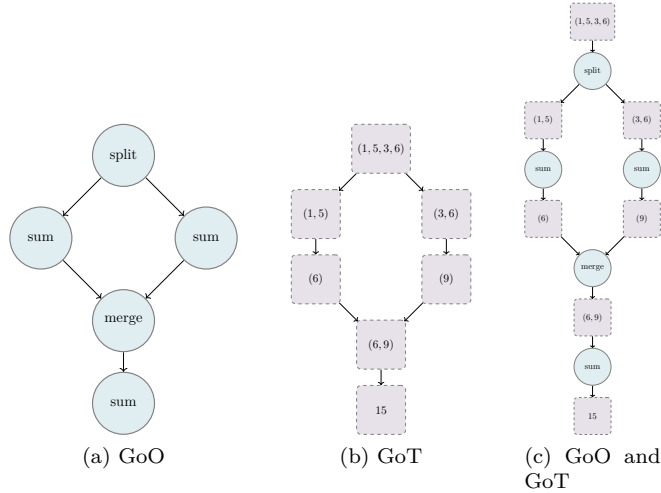 split
sum
sum
merge
sum
(a) GoO
(1, 5, 3, 6)
(1, 5)
(3, 6)
(6)
(9)
(6, 9)
15
(b) GoT
(1, 5, 3, 6)
split
(1, 5)
(3, 6)
sum
sum
(6)
(9)
merge
(6, 9)
sum
15
(c) GoO and
GoT